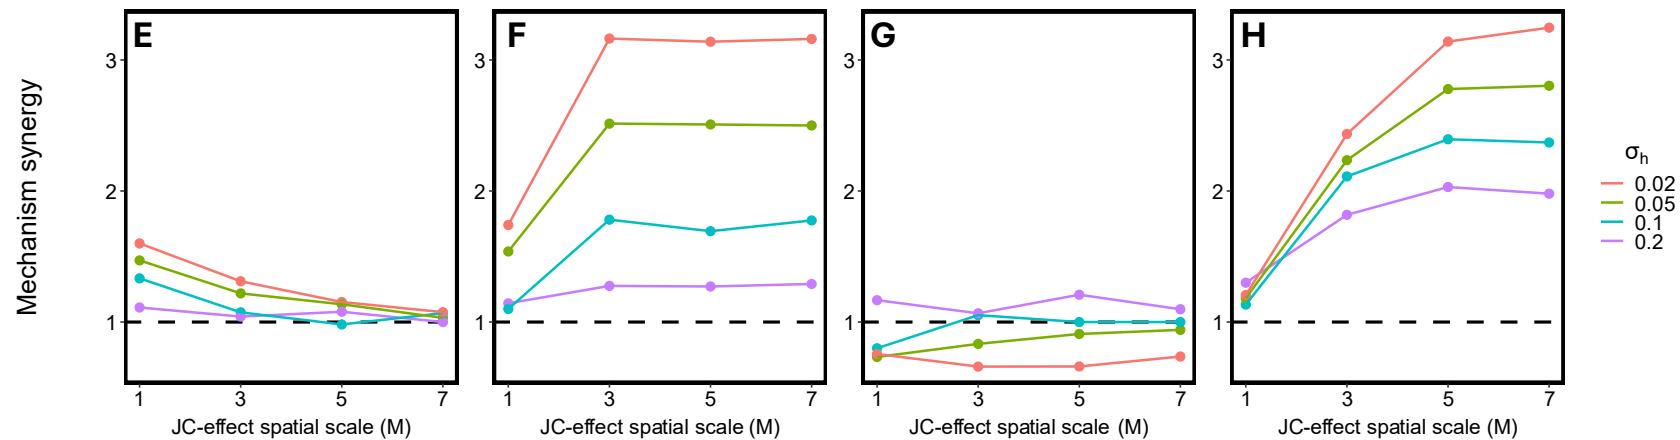 E F G H
3 3 3 3
2 2 2 2
1 1 1 1
Mechanism synergy
1 3 5 7 1 3 5 7 1 3 5 7 1 3 5 7
JC-effect spatial scale (M) JC-effect spatial scale (M) JC-effect spatial scale (M) JC-effect spatial scale (M)
σh
0.02
0.05
0.1
0.2